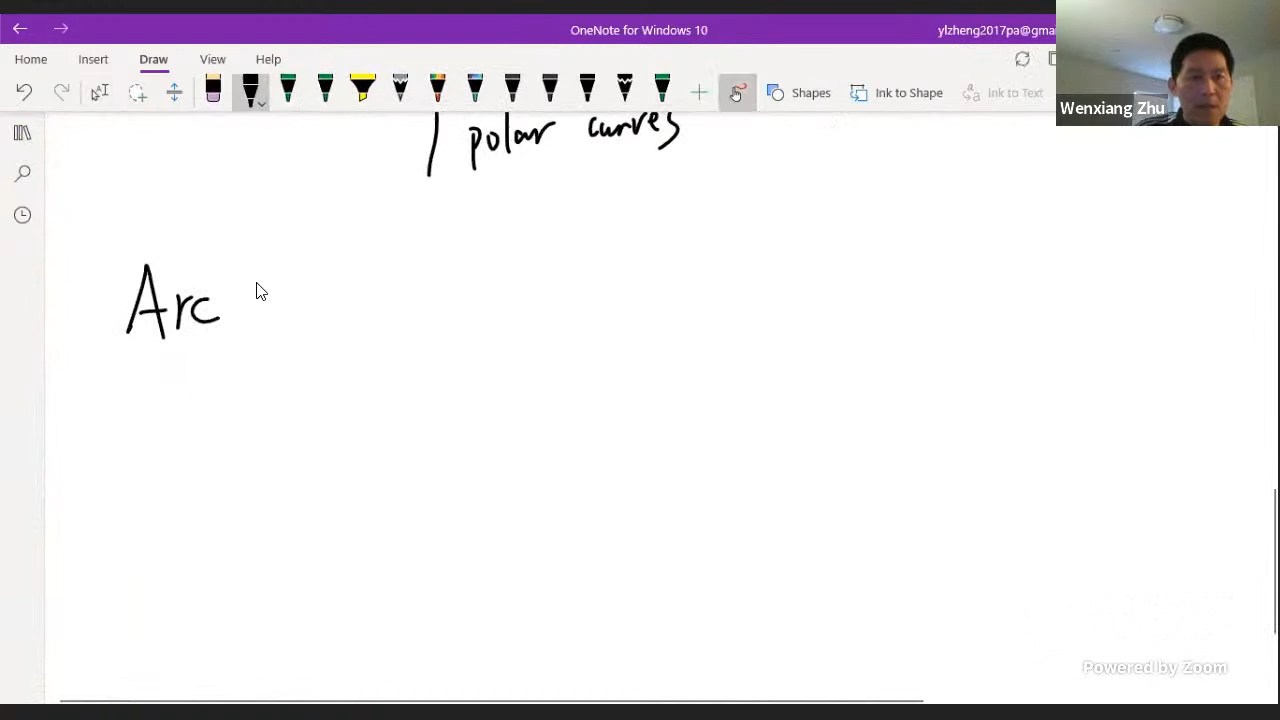 OneNote for Windows 10
ylzheng2017pa@gma
Home Insert Draw View Help
Shapes Ink to Shape Ink to Text
Wenxiang Zhu
polar curves
Arc
Powered by Zoom